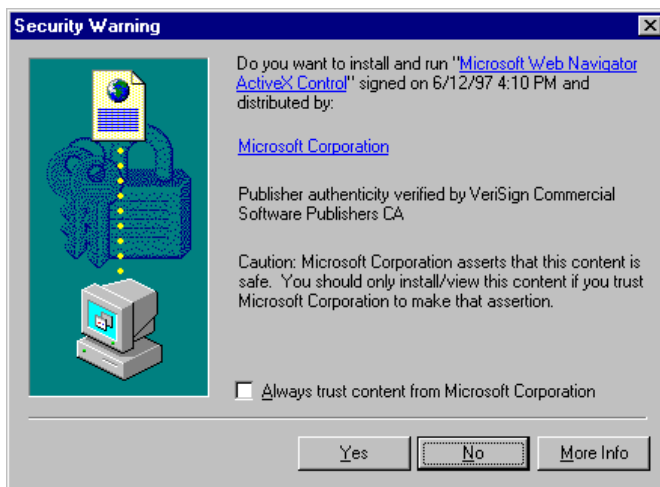 Security Warning
Do you want to install and run "Microsoft Web Navigator
ActiveX Control" signed on 6/12/97 4:10 PM and
distributed by:
Microsoft Corporation
Publisher authenticity verified by VeriSign Commercial
Software Publishers CA
Caution: Microsoft Corporation asserts that this content is
safe. You should only install/view this content if you trust
Microsoft Corporation to make that assertion.
Always trust content from Microsoft Corporation
Yes
No
More Info